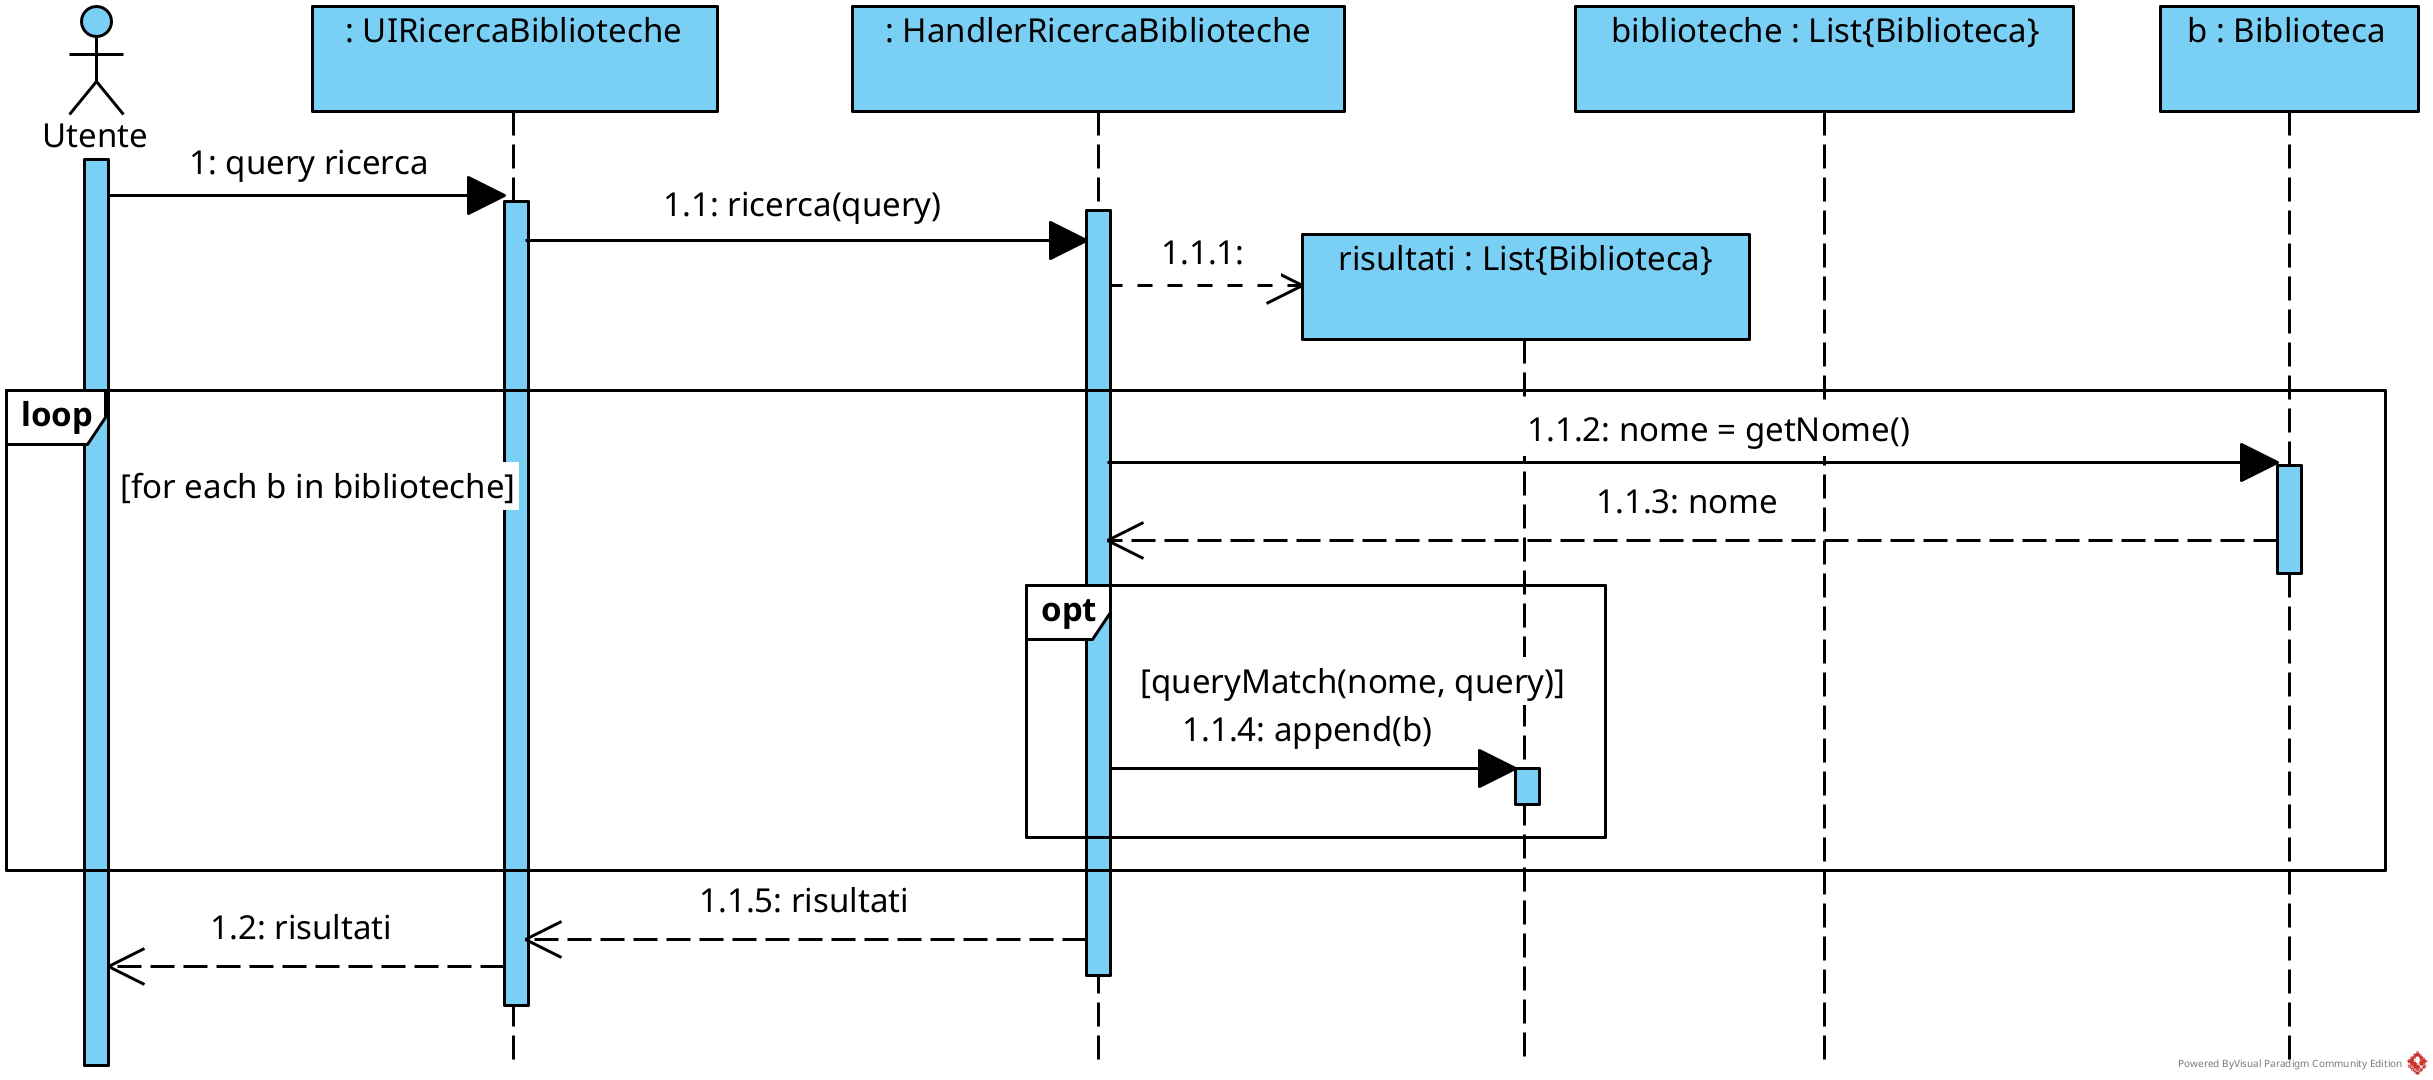 : UIRicercaBiblioteche
: HandlerRicercaBiblioteche
biblioteche : List{Biblioteca}
b : Biblioteca
Utente
1: query ricerca
1.1: ricerca(query)
1.1.1:
risultati : List{Biblioteca}
loop
1.1.2: nome = getNome()
[for each b in biblioteche]
1.1.3: nome
opt
[queryMatch(nome, query)]
1.1.4: append(b)
1.1.5: risultati
1.2: risultati
Powered ByVisual Paradigm Community Edition